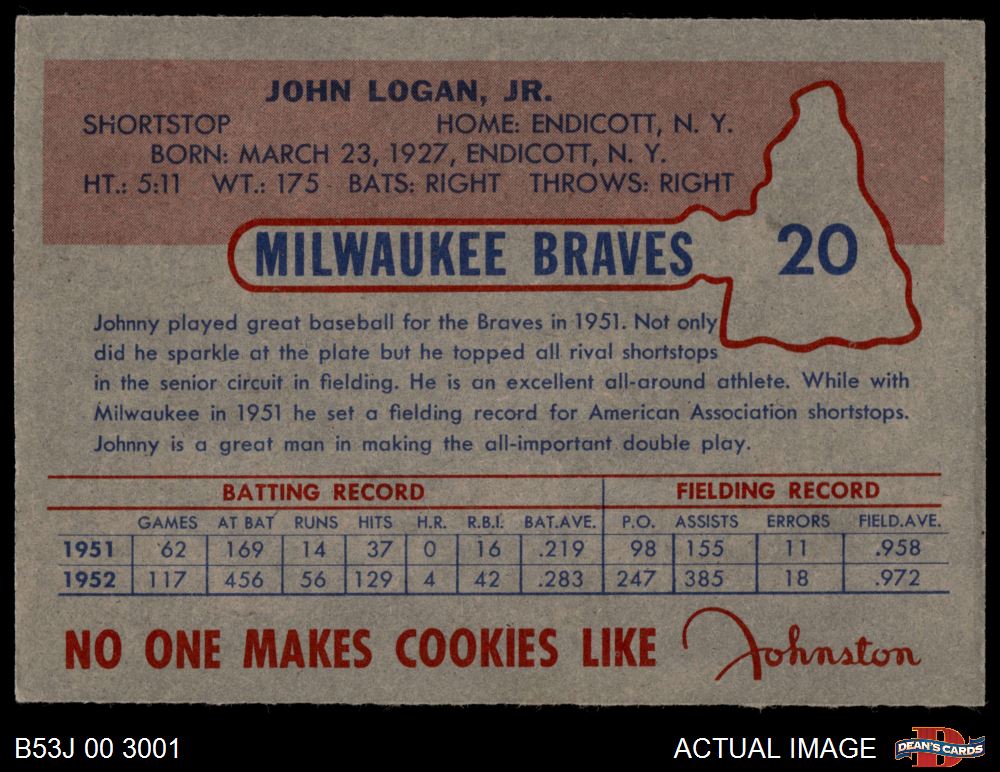 JOHN LOGAN, JR.
SHORTSTOP HOME: ENDICOTT, N. Y.
BORN: MARCH 23, 1927, ENDICOTT, N. Y.
HT.: 5:11 WT.: 175 BATS: RIGHT THROWS: RIGHT
MILWAUKEE BRAVES 20
Johnny played great baseball for the Braves in 1951. Not only
did he sparkle at the plate but he topped all rival shortstops
in the senior circuit in fielding. He is an excellent all-around athlete. While with
Milwaukee in 1951 he set a fielding record for American Association shortstops.
Johnny is a great man in making the all-important double play.
BATTING RECORD FIELDING RECORD
GAMES AT BAT RUNS HITS H.R. R.B.I. BAT.AVE. P.O. ASSISTS ERRORS FIELD.AVE.
1951 62 169 14 37 0 16 .219 98 155 11 .958
1952 117 456 56 129 4 42 .283 247 385 18 .972
NO ONE MAKES COOKIES LIKE Johnston
B53J 00 3001 ACTUAL IMAGE DEAN'S CARDS